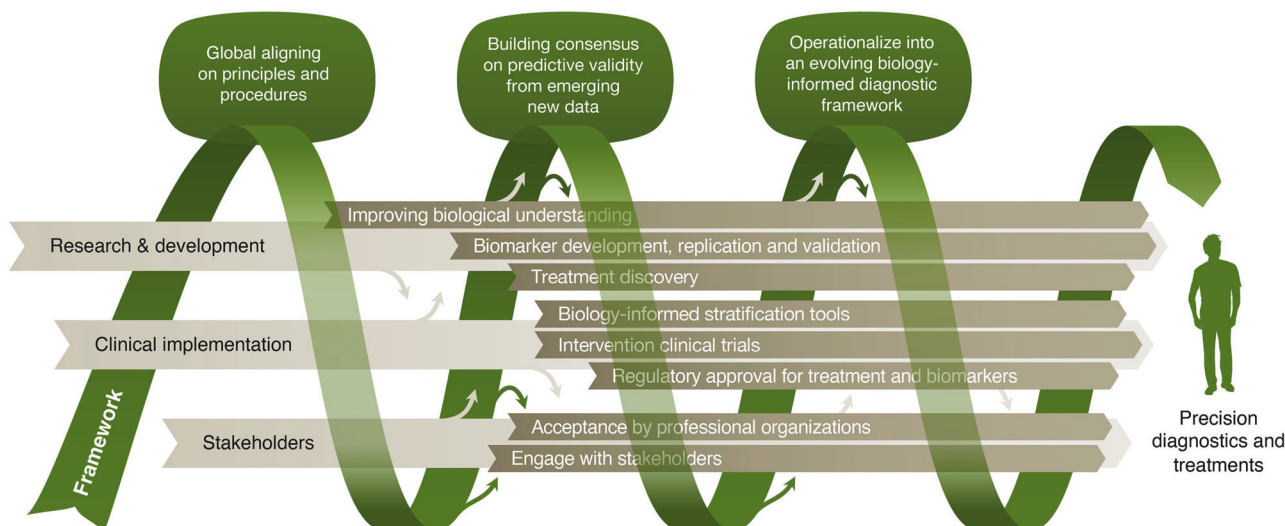 Global aligning
on principles and
procedures
Building consensus
on predictive validity
from emerging
new data
Operationalize into
an evolving biology-
informed diagnostic
framework
Improving biological understanding
Research & development
Biomarker development, replication and validation
Treatment discovery
Biology-informed stratification tools
Clinical implementation
Intervention clinical trials
Regulatory approval for treatment and biomarkers
Framework
Stakeholders
Acceptance by professional organizations
Engage with stakeholders
Precision
diagnostics and
treatments